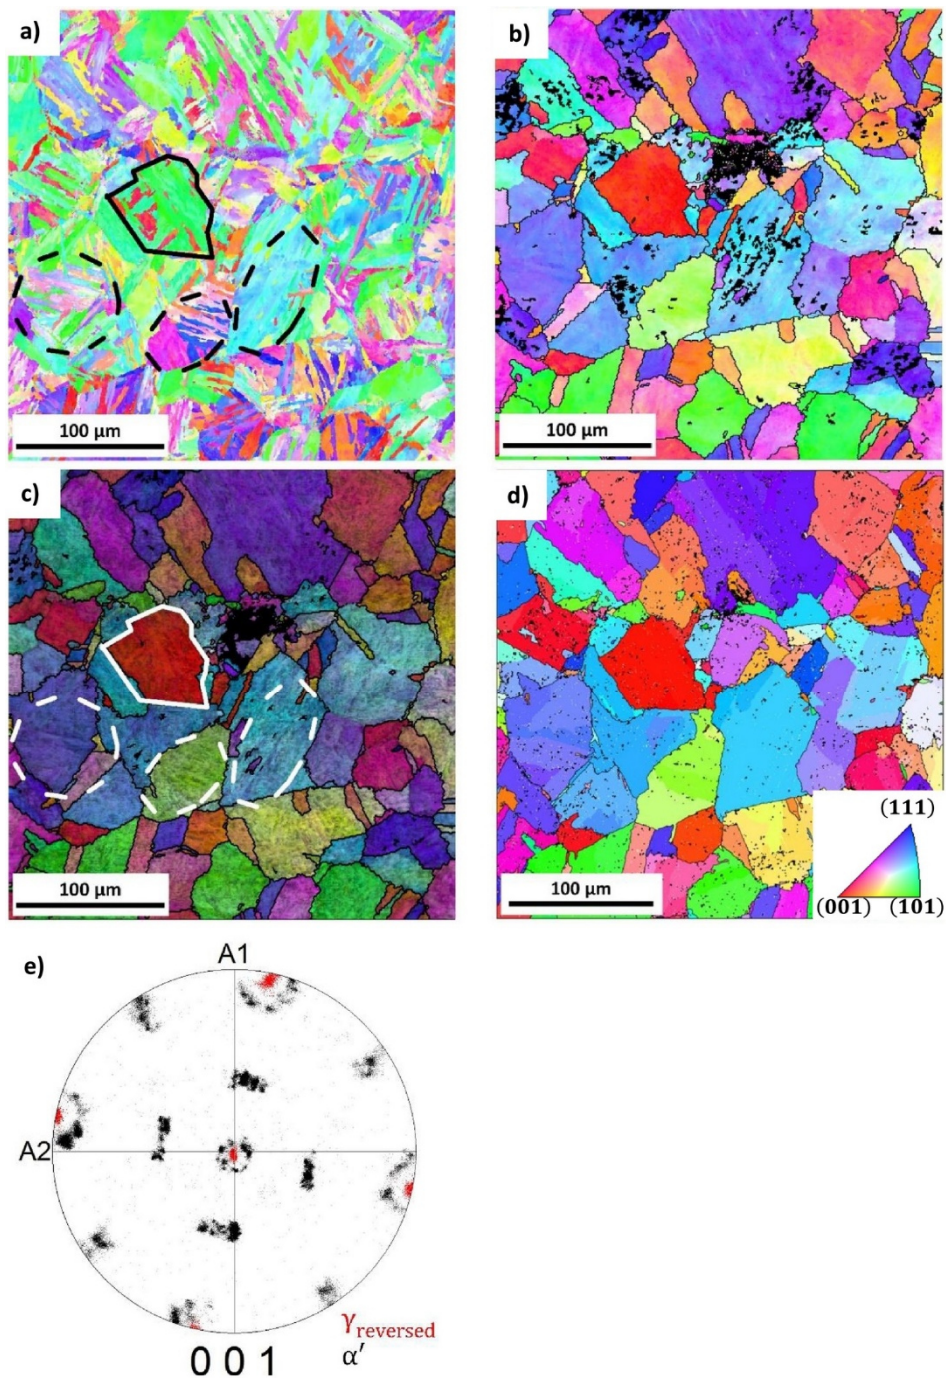 a)
b)
100 µm
100 µm
c)
d)
(111)
100 µm
100 µm
(001) (101)
e)
A1
A2
γreversed
α′
0 0 1